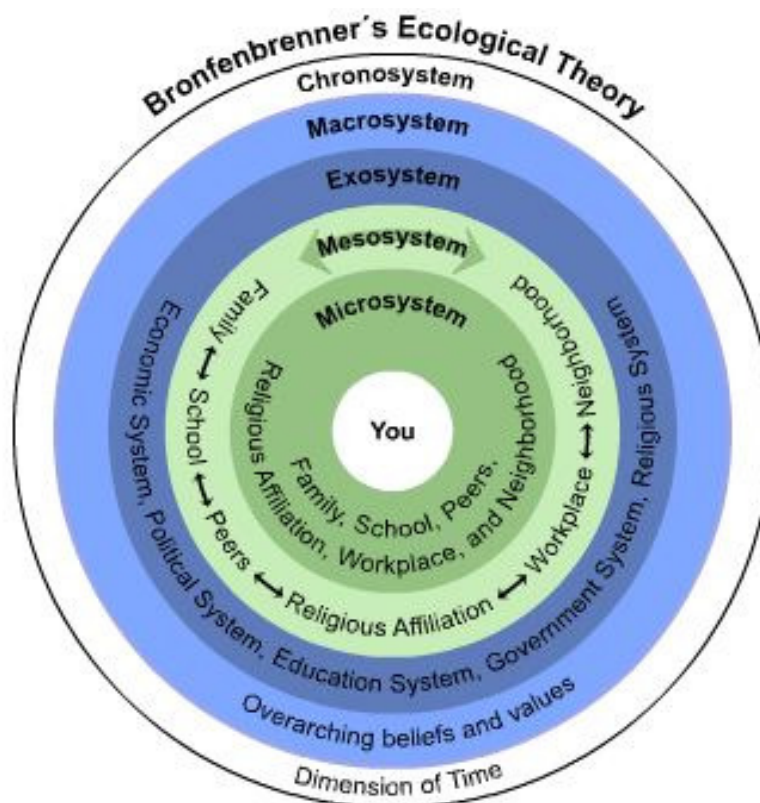 Bronfenbrenner´s Ecological Theory
Chronosystem
Macrosystem
Exosystem
Mesosystem
Microsystem
You
Family, School, Peers,
Religious Affiliation, Workplace, and Neighborhood
Family ↔ School ↔ Peers ↔ Religious Affiliation ↔ Workplace ↔ Neighborhood
Economic System, Political System, Education System, Government System, Religious System
Overarching beliefs and values
Dimension of Time